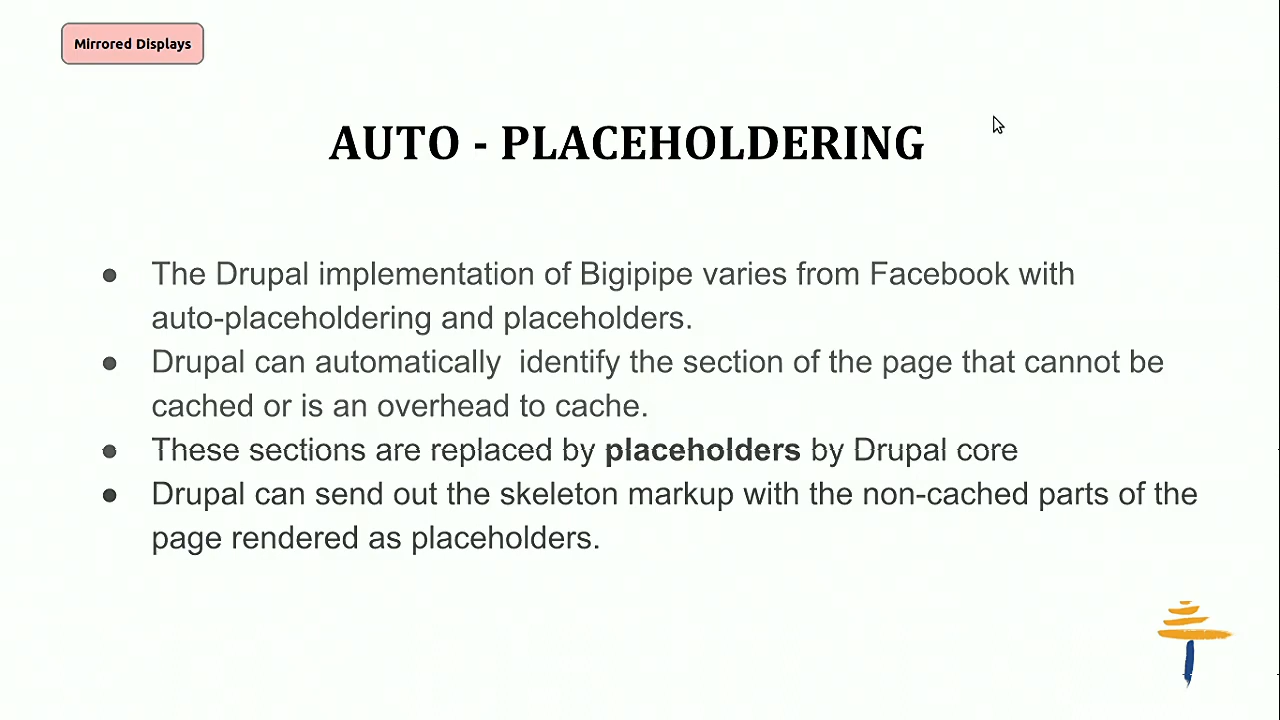 Mirrored Displays
AUTO - PLACEHOLDERING
● The Drupal implementation of Bigipipe varies from Facebook with
auto-placeholdering and placeholders.
● Drupal can automatically  identify the section of the page that cannot be
cached or is an overhead to cache.
● These sections are replaced by placeholders by Drupal core
● Drupal can send out the skeleton markup with the non-cached parts of the
page rendered as placeholders.